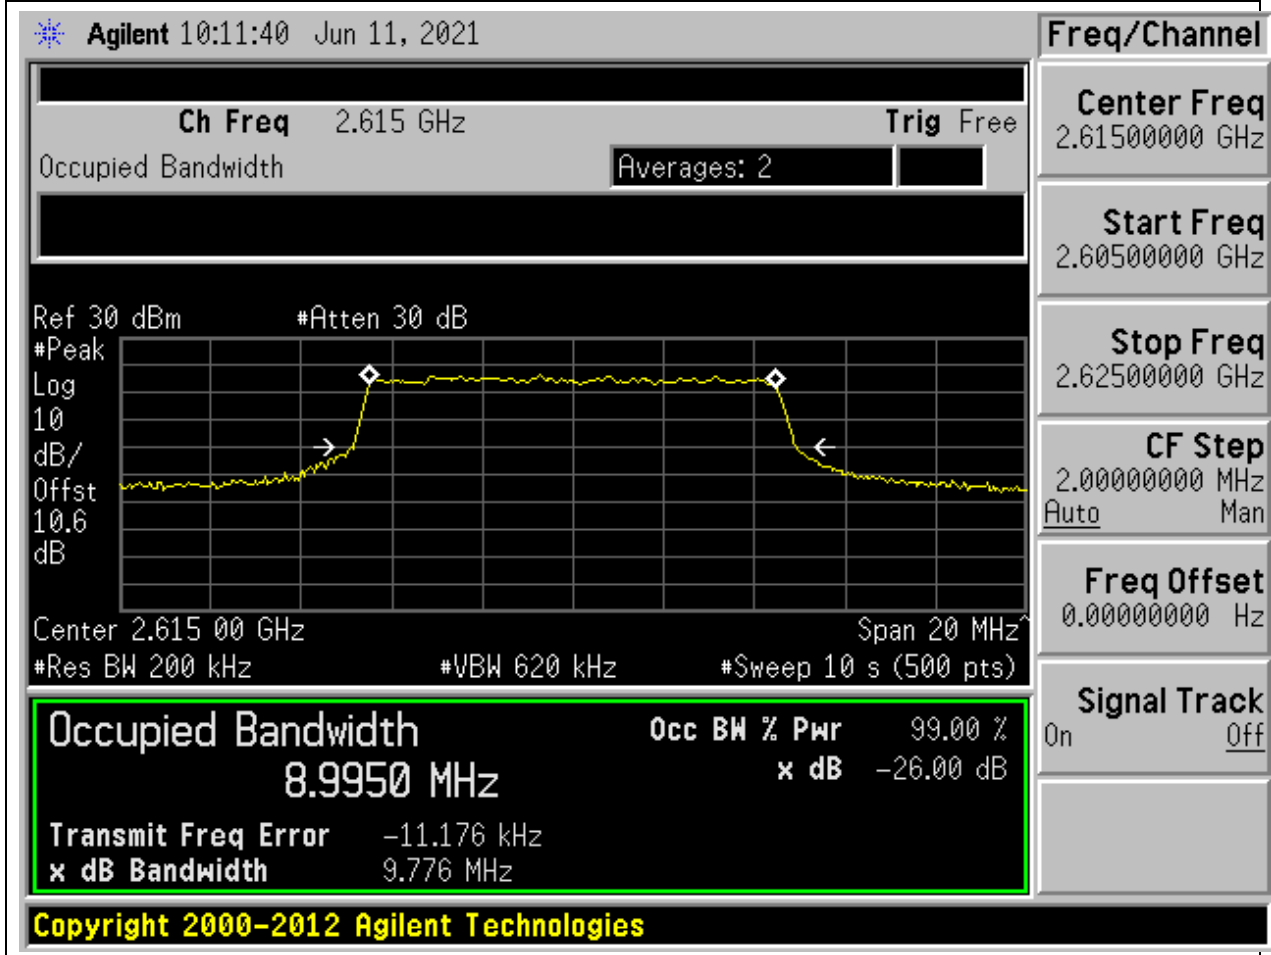 Agilent 10:11:40 Jun 11, 2021
Freq/Channel
Ch Freq 2.615 GHz Trig Free
Occupied Bandwidth Averages: 2
Center Freq
2.61500000 GHz
Start Freq
2.60500000 GHz
Stop Freq
2.62500000 GHz
CF Step
2.00000000 MHz
Auto Man
Freq Offset
0.00000000 Hz
Signal Track
On Off
Ref 30 dBm #Atten 30 dB
#Peak
Log
10
dB/
Offst
10.6
dB
Center 2.615 00 GHz Span 20 MHz^
#Res BW 200 kHz #VBW 620 kHz #Sweep 10 s (500 pts)
Occupied Bandwidth Occ BW % Pwr 99.00 %
8.9950 MHz x dB -26.00 dB
Transmit Freq Error -11.176 kHz
x dB Bandwidth 9.776 MHz
Copyright 2000-2012 Agilent Technologies